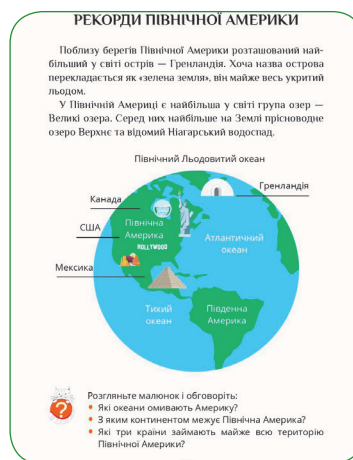 РЕКОРДИ ПІВНІЧНОЇ АМЕРИКИ
Поблизу берегів Північної Америки розташований най-
більший у світі острів — Гренландія. Хоча назва острова
перекладається як «зелена земля», він майже весь укритий
льодом.
У Північній Америці є найбільша у світі група озер —
Великі озера. Серед них найбільше на Землі прісноводне
озеро Верхнє та відомий Ніагарський водоспад.
Північний Льодовитий океан
Гренландія
Канада
США
Північна
Америка
HOLLYWOOD
Атлантичний
океан
Мексика
Тихий
океан
Південна
Америка
Розгляньте малюнок і обговоріть:
• Які океани омивають Америку?
• З яким континентом межує Північна Америка?
• Які три країни займають майже всю територію
Північної Америки?